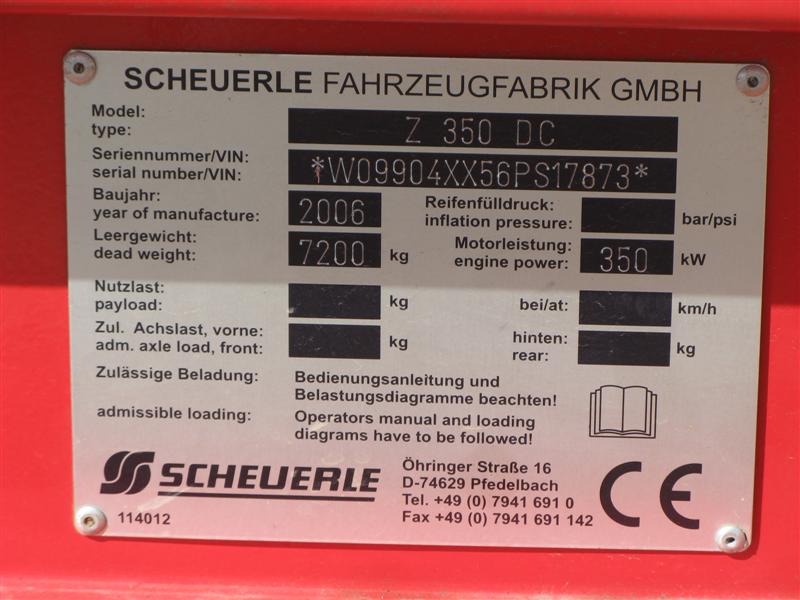 SCHEUERLE FAHRZEUGFABRIK GMBH
Model:
type: Z 350 DC
Seriennummer/VIN:
serial number/VIN: *W09904XX56PS17873*
Baujahr: Reifenfülldruck:
year of manufacture: 2006 inflation pressure: bar/psi
Leergewicht: Motorleistung:
dead weight: 7200 kg engine power: 350 kW
Nutzlast:
payload: kg bei/at: km/h
Zul. Achslast, vorne: hinten:
adm. axle load, front: kg rear: kg
Zulässige Beladung: Bedienungsanleitung und
Belastungsdiagramme beachten!
admissible loading: Operators manual and loading
diagrams have to be followed!
SCHEUERLE
Öhringer Straße 16
D-74629 Pfedelbach
Tel. +49 (0) 7941 691 0
Fax +49 (0) 7941 691 142
CE
114012